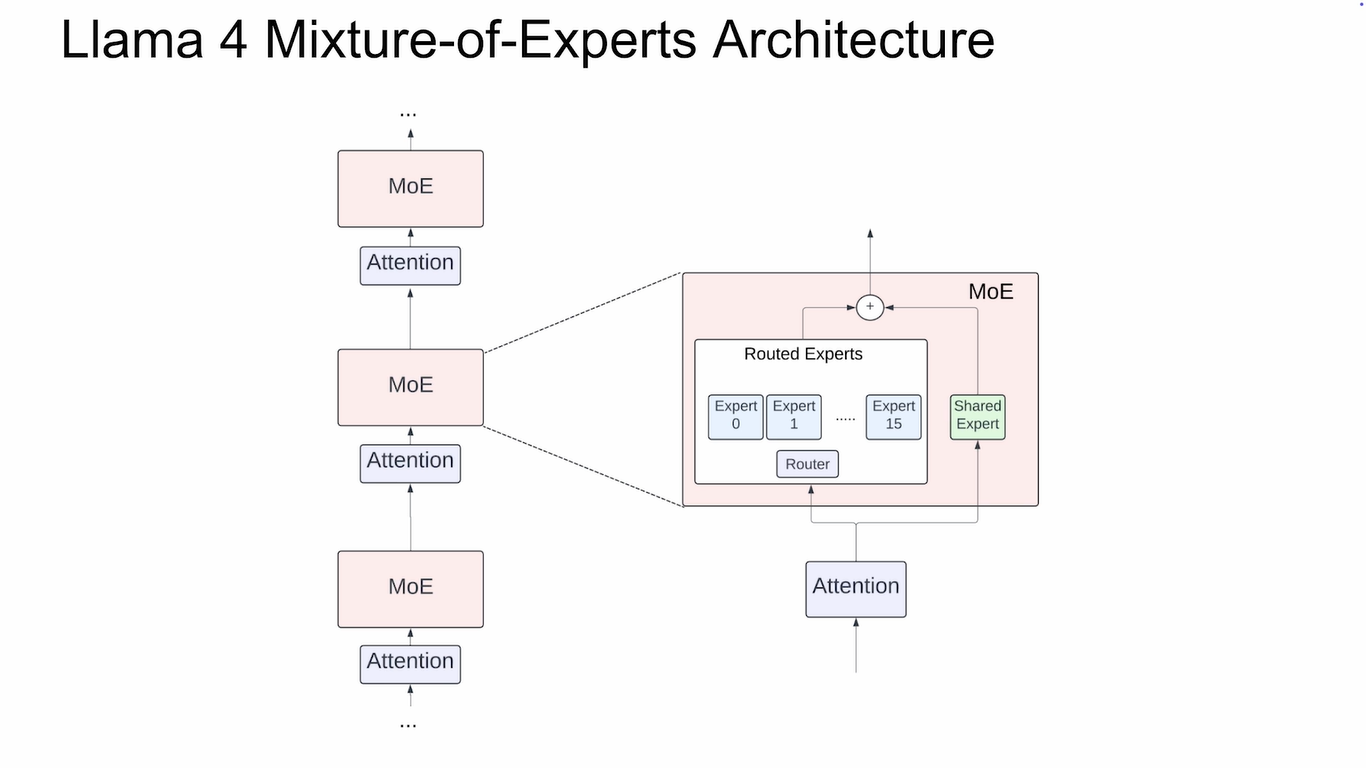 Llama 4 Mixture-of-Experts Architecture
...
MoE
Attention
MoE
Attention
MoE
Attention
...
MoE
+
Routed Experts
Expert
0
Expert
1
.....
Expert
15
Shared
Expert
Router
Attention